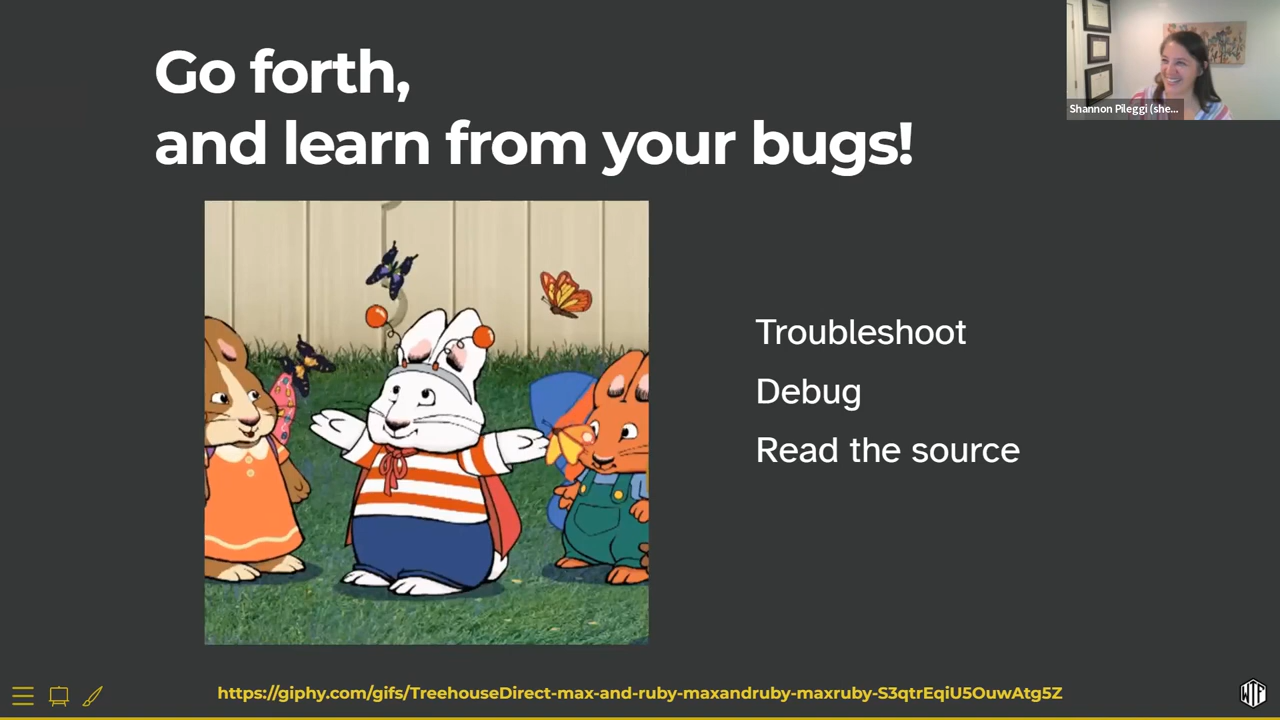 Go forth,
and learn from your bugs!
Shannon Pileggi (she...
Troubleshoot
Debug
Read the source
https://giphy.com/gifs/TreehouseDirect-max-and-ruby-maxandruby-maxruby-S3qtrEqiU5OuwAtg5Z
WTF